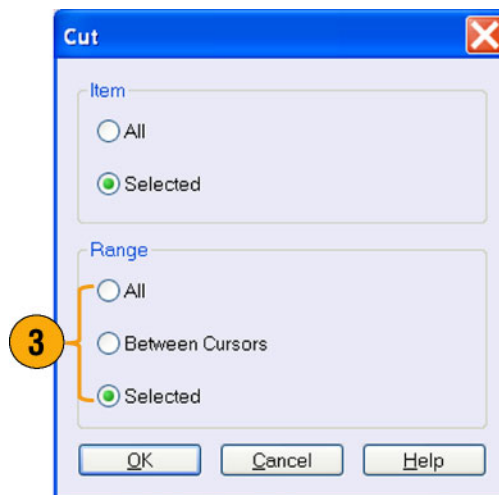 Cut
Item
All
Selected
Range
All
3
Between Cursors
Selected
OK Cancel Help